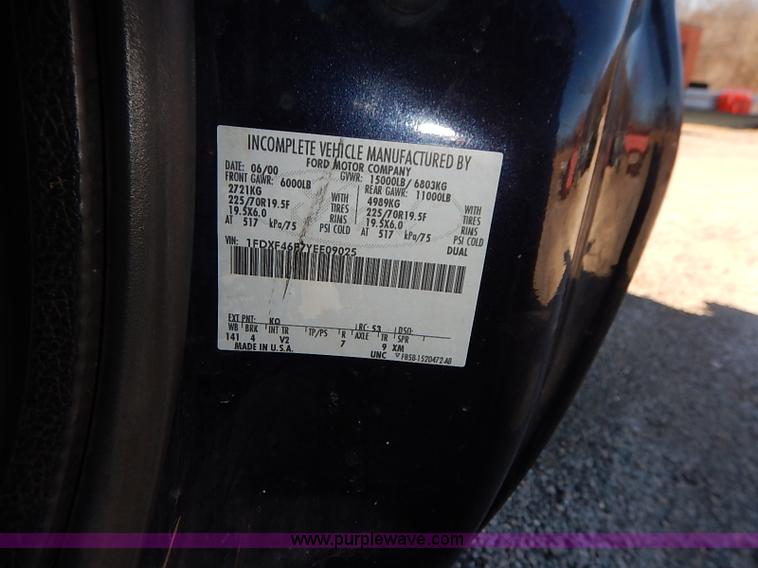 INCOMPLETE VEHICLE MANUFACTURED BY
FORD MOTOR COMPANY
DATE: 06/00 GVWR: 15000LB/ 6803KG
FRONT GAWR: 6000LB REAR GAWR: 11000LB
2721KG WITH 4989KG WITH
225/70R19.5F TIRES 225/70R19.5F TIRES
19.5X6.0 RIMS 19.5X6.0 RIMS
AT 517 kPa/75 PSI COLD AT 517 kPa/75 PSI COLD
DUAL
VIN: 1FDXF46F7YEE09025
EXT PNT: KQ LRC: 53 DSO:
WB BRK INT TR TP/PS R AXLE TR SPR
141 4 V2 7 9 XM
MADE IN U.S.A. UNC F85B-1520472-AB
www.purplewave.com